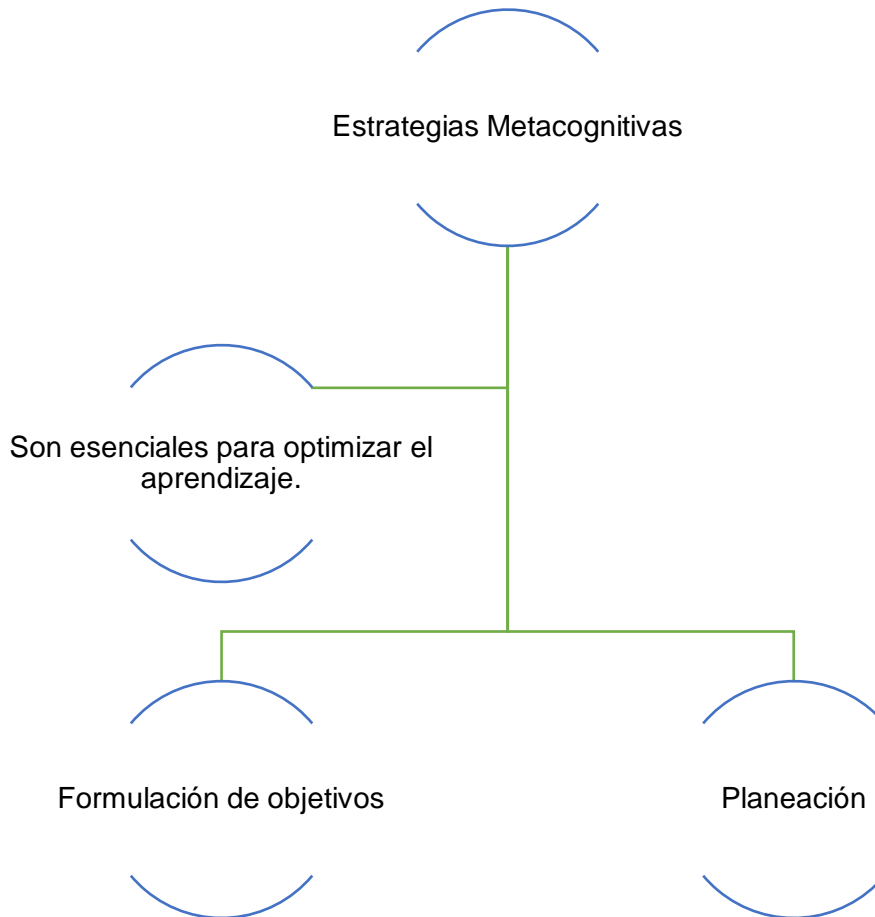 Estrategias Metacognitivas
Son esenciales para optimizar el
aprendizaje.
Formulación de objetivos
Planeación